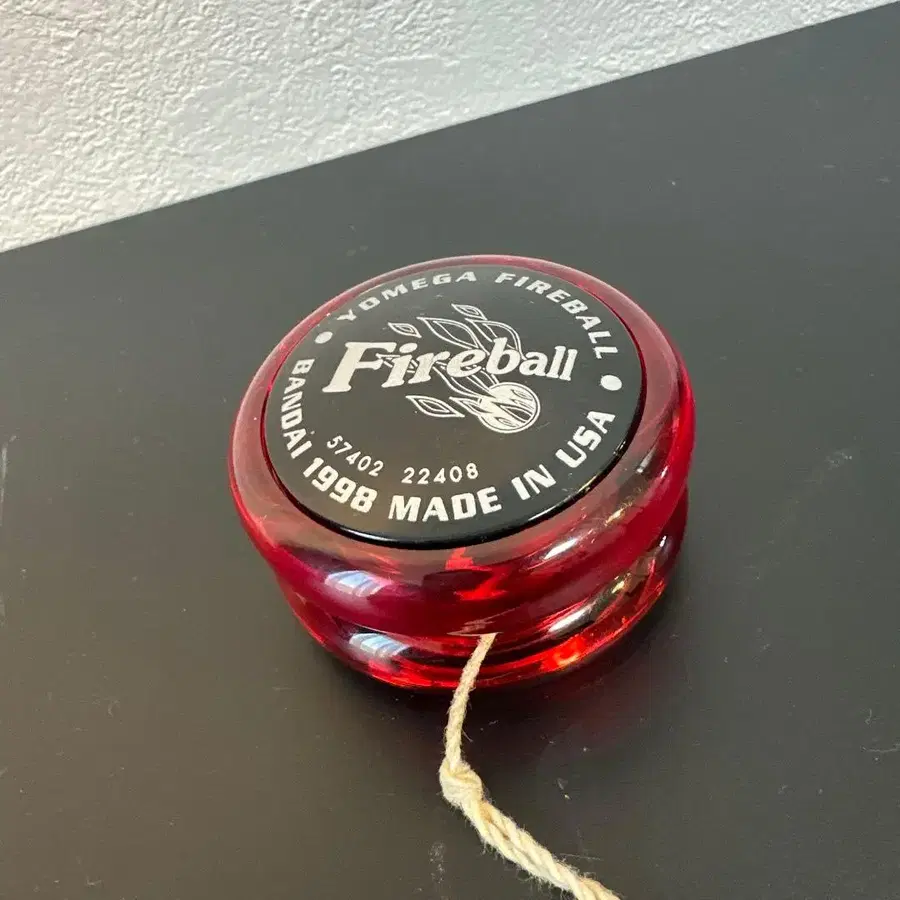 YOMEGA FIREBALL
Fireball
57402 22408
BANDAI 1998 MADE IN USA